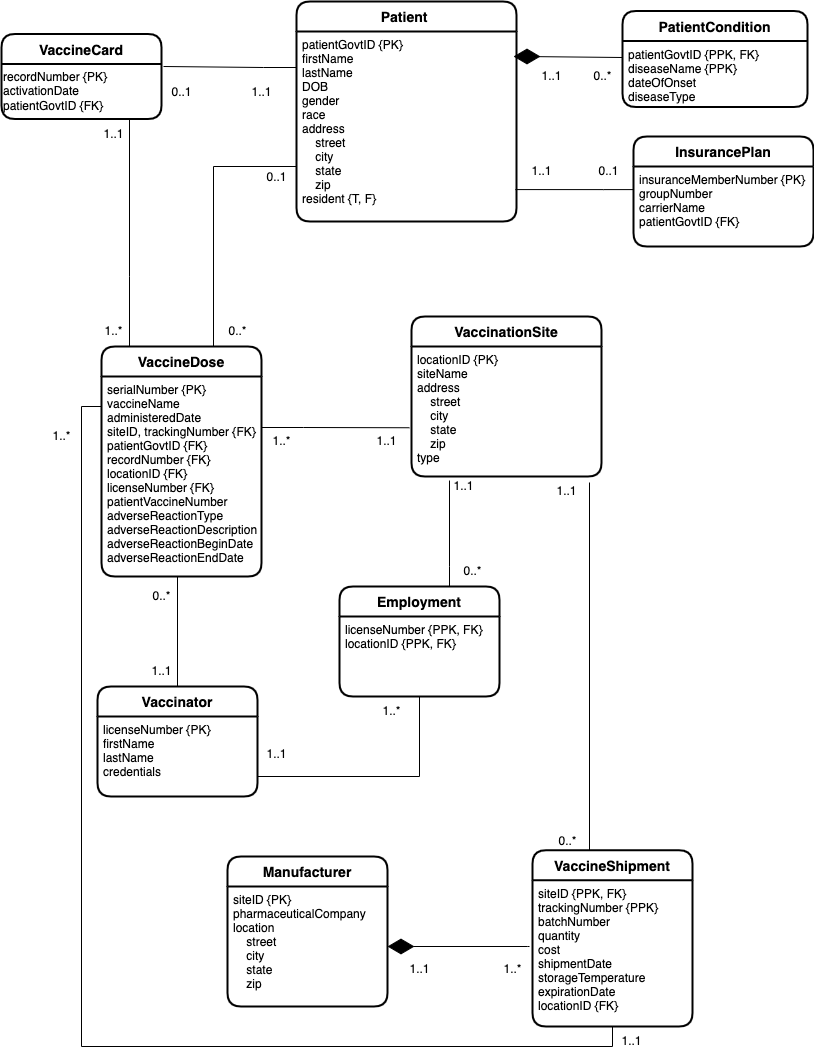 Patient
patientGovtID {PK}
firstName
lastName
DOB
gender
race
address
street
city
state
zip
resident {T, F}
VaccineCard
recordNumber {PK}
activationDate
patientGovtID {FK}
PatientCondition
patientGovtID {PPK, FK}
diseaseName {PPK}
dateOfOnset
diseaseType
0..1
1..1
1..1
0..*
InsurancePlan
insuranceMemberNumber {PK}
groupNumber
carrierName
patientGovtID {FK}
1..1
0..1
1..1
0..1
1..*
0..*
VaccineDose
serialNumber {PK}
vaccineName
administeredDate
siteID, trackingNumber {FK}
patientGovtID {FK}
recordNumber {FK}
locationID {FK}
licenseNumber {FK}
patientVaccineNumber
adverseReactionType
adverseReactionDescription
adverseReactionBeginDate
adverseReactionEndDate
VaccinationSite
locationID {PK}
siteName
address
street
city
state
zip
type
1..*
1..*
1..1
1..1
1..1
0..*
Employment
licenseNumber {PPK, FK}
locationID {PPK, FK}
0..*
1..1
Vaccinator
licenseNumber {PK}
firstName
lastName
credentials
1..*
1..1
0..*
Manufacturer
siteID {PK}
pharmaceuticalCompany
location
street
city
state
zip
VaccineShipment
siteID {PPK, FK}
trackingNumber {PPK}
batchNumber
quantity
cost
shipmentDate
storageTemperature
expirationDate
locationID {FK}
1..1
1..*
1..1